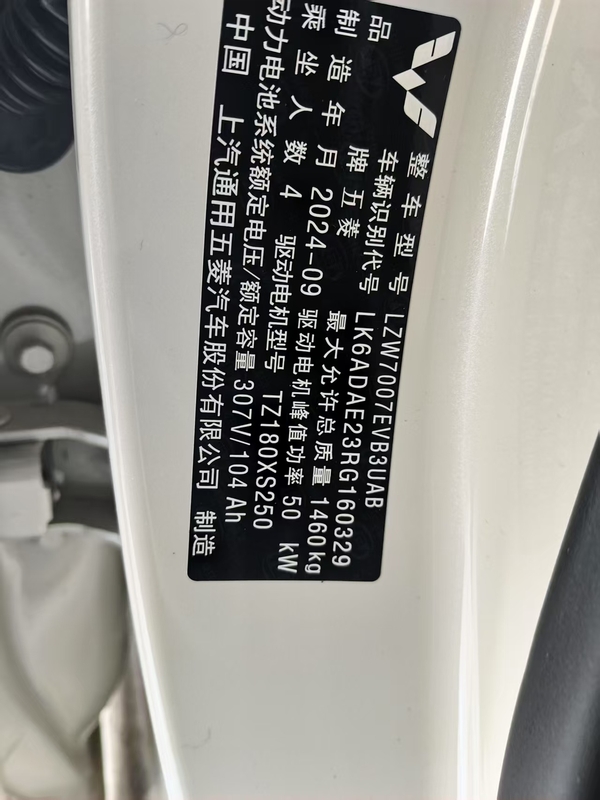 整车型号 LZW7007EVB3UAB
车辆识别代号 LK6ADAE23RG160329
品牌 五菱 最大允许总质量 1460kg
制造年月 2024-09 驱动电机峰值功率 50 kW
乘坐人数 4 驱动电机型号 TZ180XS250
动力电池系统额定电压/额定容量 307V/104Ah
中国 上汽通用五菱汽车股份有限公司 制造